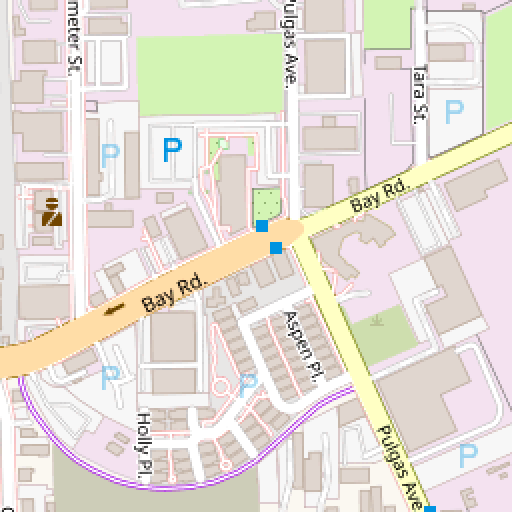 meter St.
Pulgas Ave.
Tara St.
P
P
P
Bay Rd.
Bay Rd.
Aspen Pl.
P
P
Holly Pl.
Pulgas Ave
P